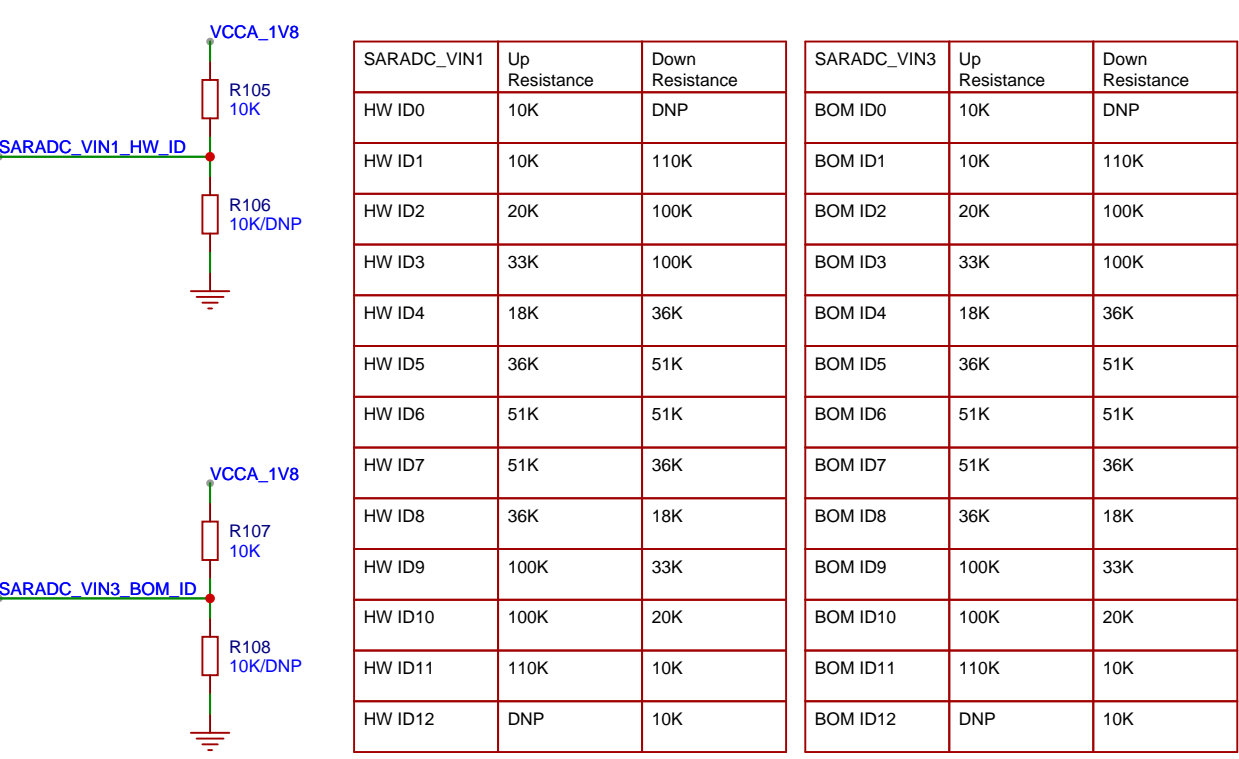 VCCA_1V8
R105
10K
SARADC_VIN1_HW_ID
R106
10K/DNP
VCCA_1V8
R107
10K
SARADC_VIN3_BOM_ID
R108
10K/DNP
SARADC_VIN1 Up Resistance Down Resistance
HW ID0 10K DNP
HW ID1 10K 110K
HW ID2 20K 100K
HW ID3 33K 100K
HW ID4 18K 36K
HW ID5 36K 51K
HW ID6 51K 51K
HW ID7 51K 36K
HW ID8 36K 18K
HW ID9 100K 33K
HW ID10 100K 20K
HW ID11 110K 10K
HW ID12 DNP 10K
SARADC_VIN3 Up Resistance Down Resistance
BOM ID0 10K DNP
BOM ID1 10K 110K
BOM ID2 20K 100K
BOM ID3 33K 100K
BOM ID4 18K 36K
BOM ID5 36K 51K
BOM ID6 51K 51K
BOM ID7 51K 36K
BOM ID8 36K 18K
BOM ID9 100K 33K
BOM ID10 100K 20K
BOM ID11 110K 10K
BOM ID12 DNP 10K